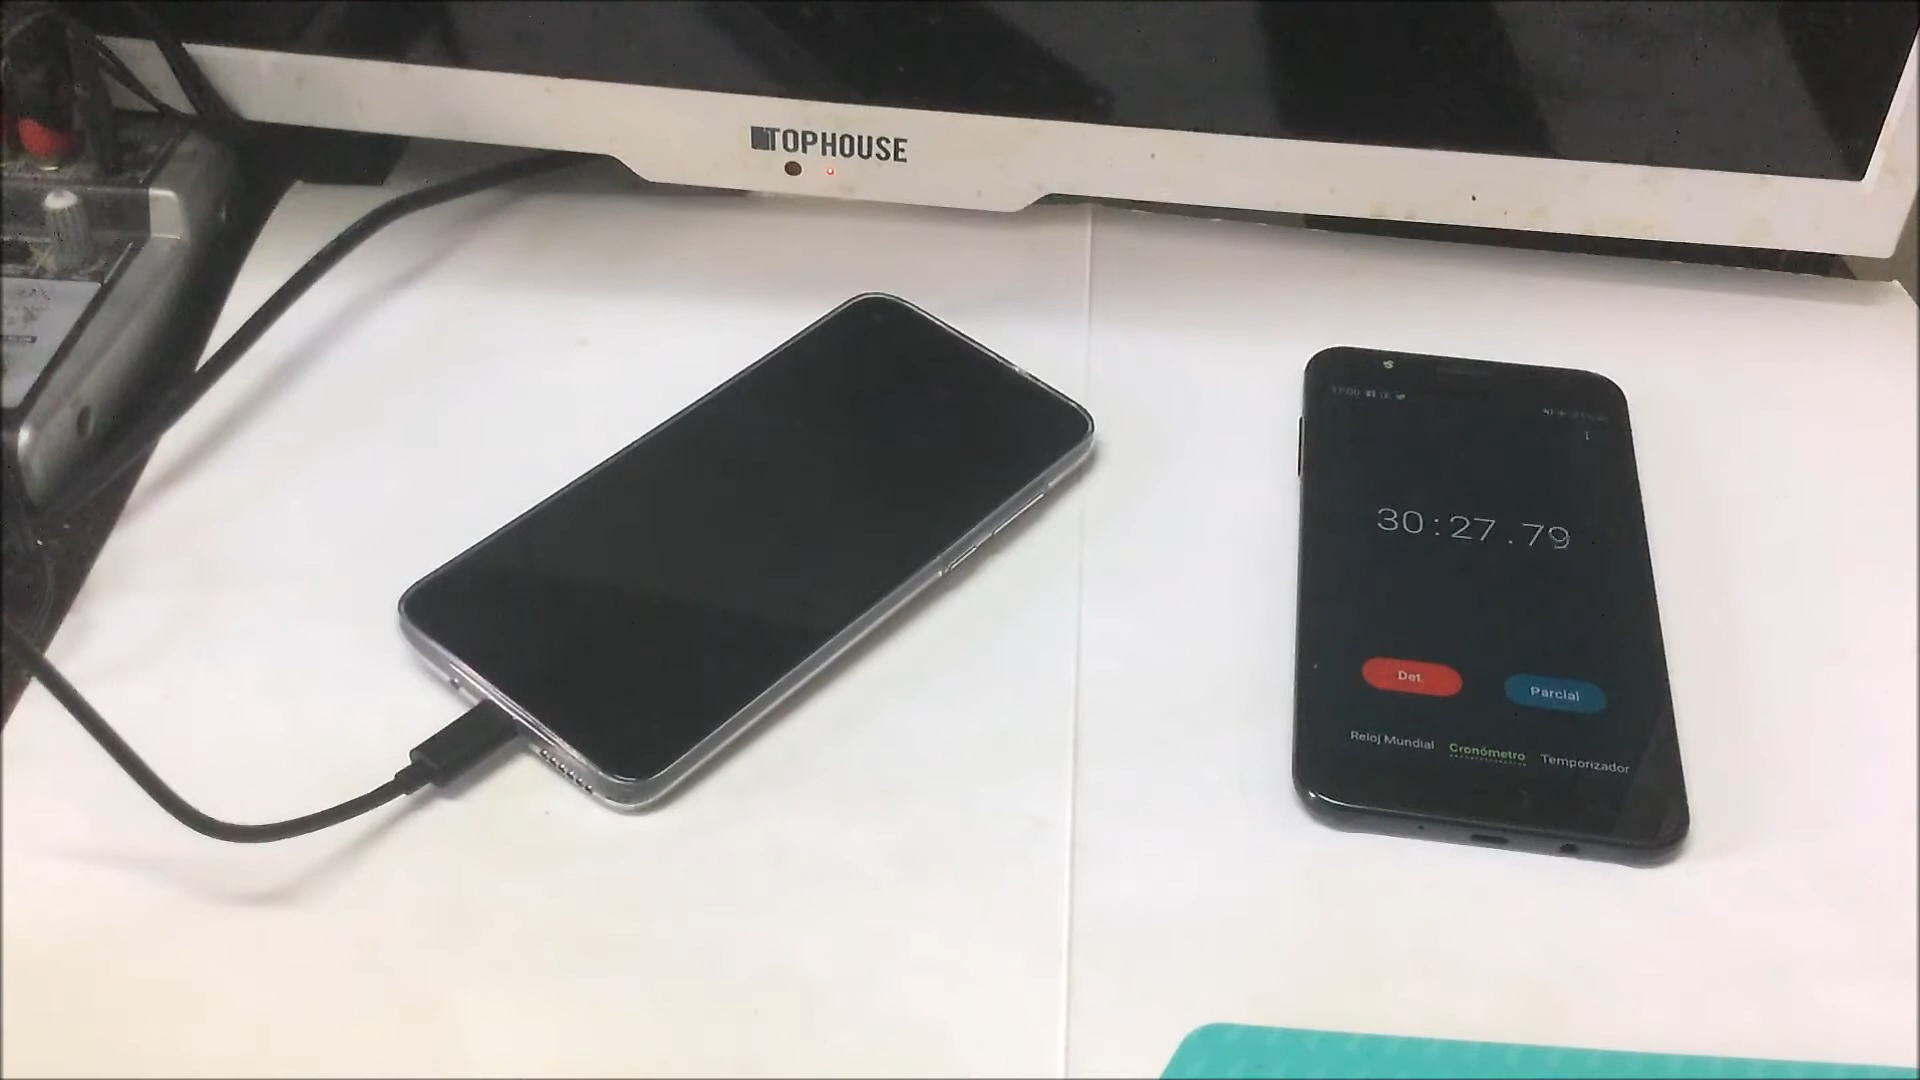 TOPHOUSE
30:27.79
Det.
Parcial
Reloj Mundial
Cronómetro
Temporizador